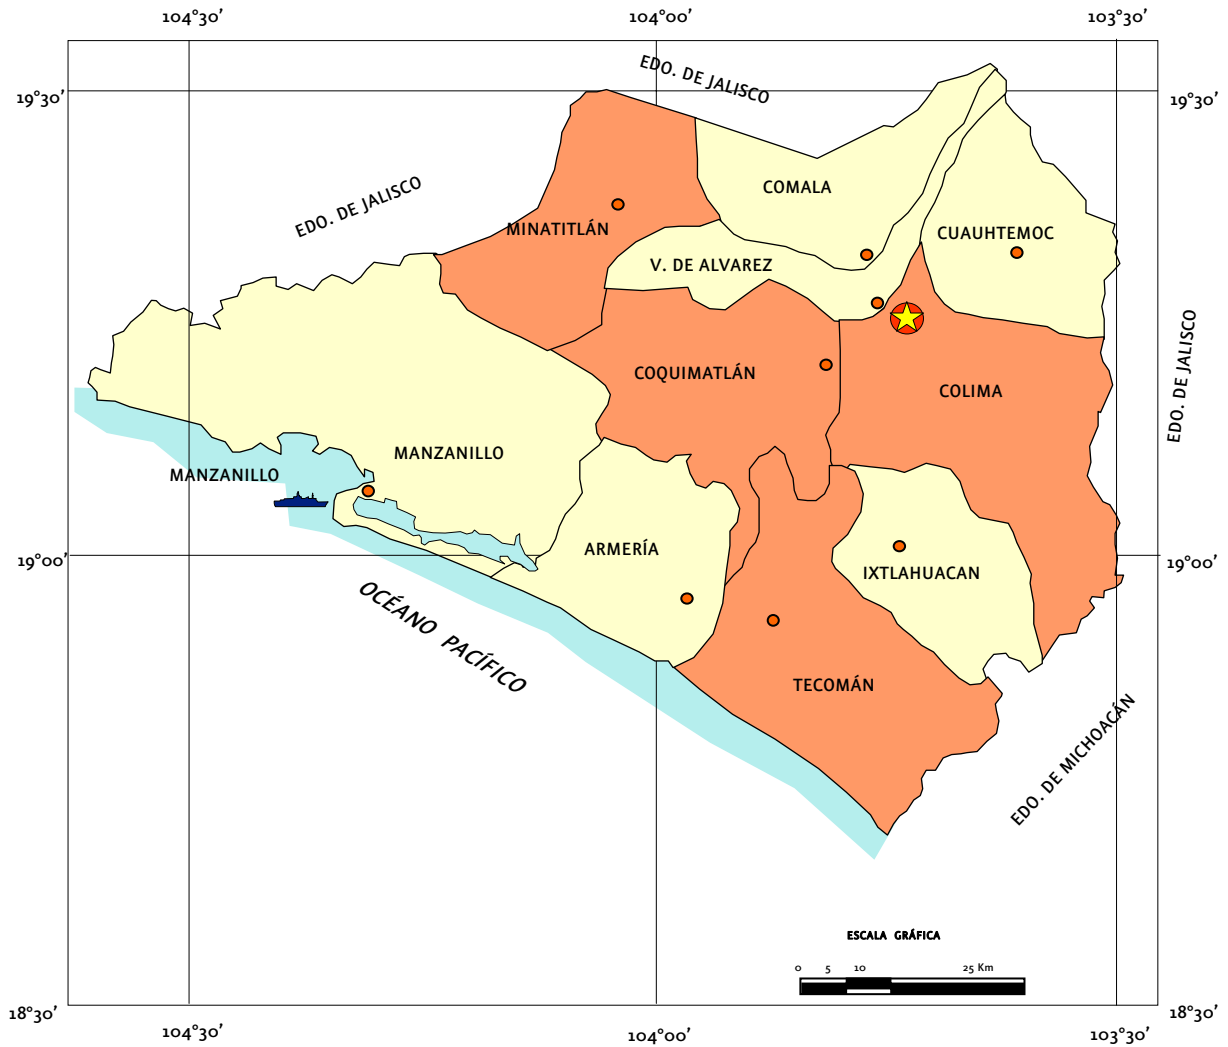 104°30'
104°00'
103°30'
EDO. DE JALISCO
19°30'
19°30'
EDO. DE JALISCO
COMALA
MINATITLÁN
CUAUHTEMOC
V. DE ALVAREZ
EDO. DE JALISCO
COQUIMATLÁN
COLIMA
MANZANILLO
MANZANILLO
ARMERÍA
IXTLAHUACAN
19°00'
19°00'
OCÉANO PACÍFICO
TECOMÁN
EDO. DE MICHOACÁN
ESCALA GRÁFICA
0 5 10 25 Km
18°30'
18°30'
104°30'
104°00'
103°30'